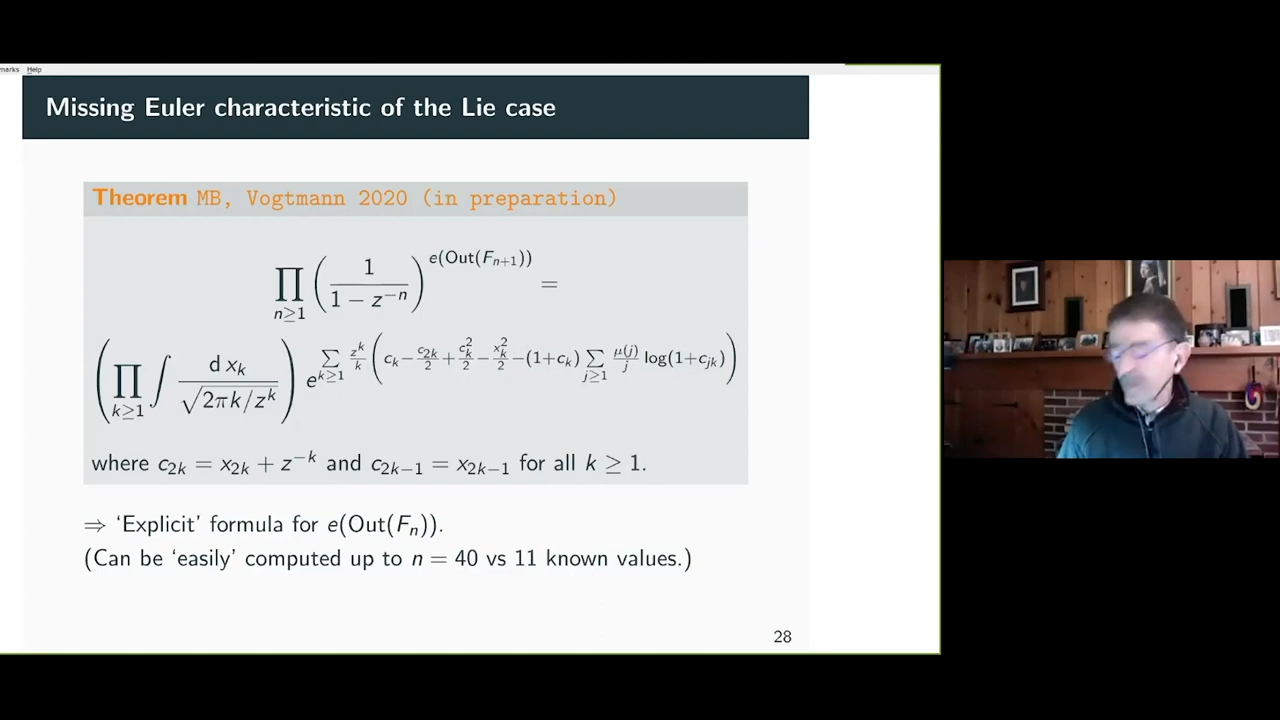 marks Help
Missing Euler characteristic of the Lie case
Theorem MB, Vogtmann 2020 (in preparation)
∏_{n≥1} (1/(1 − z^{−n}))^{e(Out(F_{n+1}))} =
(∏_{k≥1} ∫ dx_k/√(2πk/z^k)) e^{∑_{k≥1} z^k/k (c_k − c_{2k}/2 + c_k^2/2 − x_k^2/2 − (1+c_k) ∑_{j≥1} μ(j)/j log(1+c_{jk}))}
where c_{2k} = x_{2k} + z^{−k} and c_{2k−1} = x_{2k−1} for all k ≥ 1.
⇒ ‘Explicit’ formula for e(Out(F_n)).
(Can be ‘easily’ computed up to n = 40 vs 11 known values.)
28